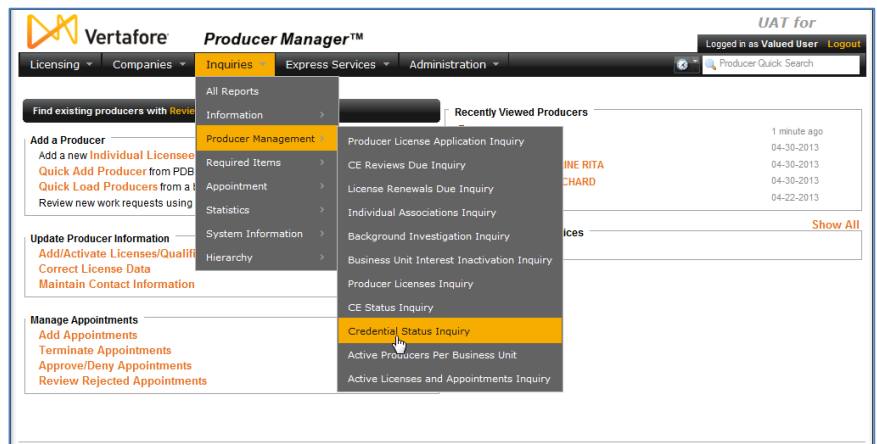 Vertafore
Producer Manager™
UAT for
Logged in as Valued User Logout
Licensing Companies Inquiries Express Services Administration
Producer Quick Search
All Reports
Information
Producer Management
Required Items
Appointment
Statistics
System Information
Hierarchy
Producer License Application Inquiry
CE Reviews Due Inquiry
License Renewals Due Inquiry
Individual Associations Inquiry
Background Investigation Inquiry
Business Unit Interest Inactivation Inquiry
Producer Licenses Inquiry
CE Status Inquiry
Credential Status Inquiry
Active Producers Per Business Unit
Active Licenses and Appointments Inquiry
Find existing producers with Revie
Add a Producer
Add a new Individual Licensee
Quick Add Producer from PDB
Quick Load Producers from a
Review new work requests using
Update Producer Information
Add/Activate Licenses/Qualifi
Correct License Data
Maintain Contact Information
Manage Appointments
Add Appointments
Terminate Appointments
Approve/Deny Appointments
Review Rejected Appointments
Recently Viewed Producers
1 minute ago
04-30-2013
INE RITA 04-30-2013
CHARD 04-30-2013
04-22-2013
Show All
ices